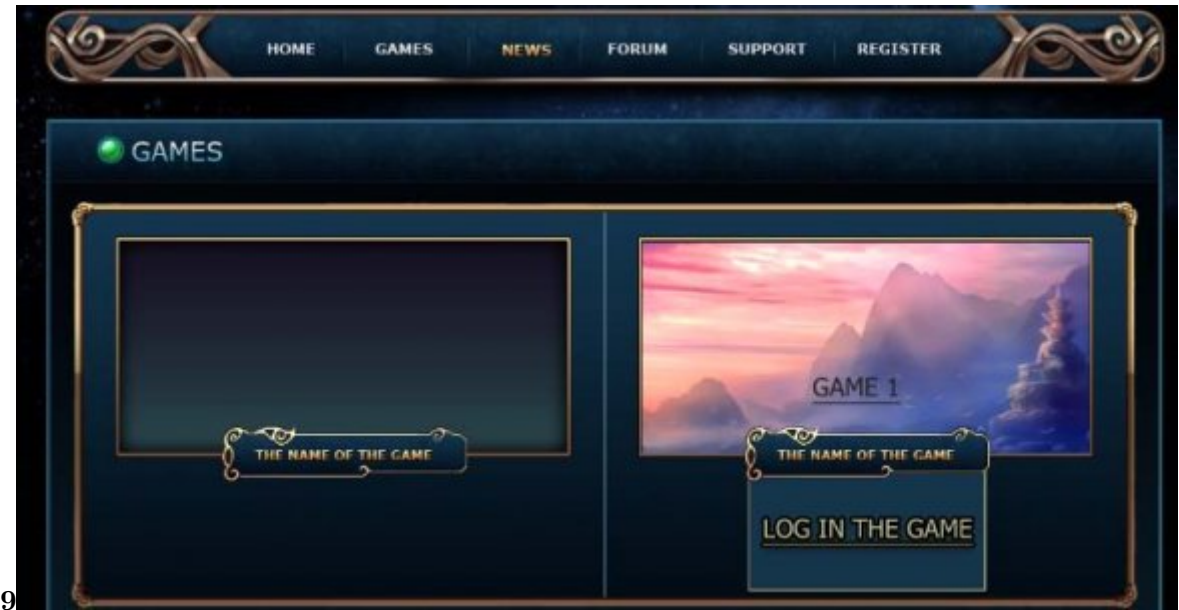 HOME GAMES NEWS FORUM SUPPORT REGISTER
GAMES
GAME 1
THE NAME OF THE GAME THE NAME OF THE GAME
LOG IN THE GAME
9